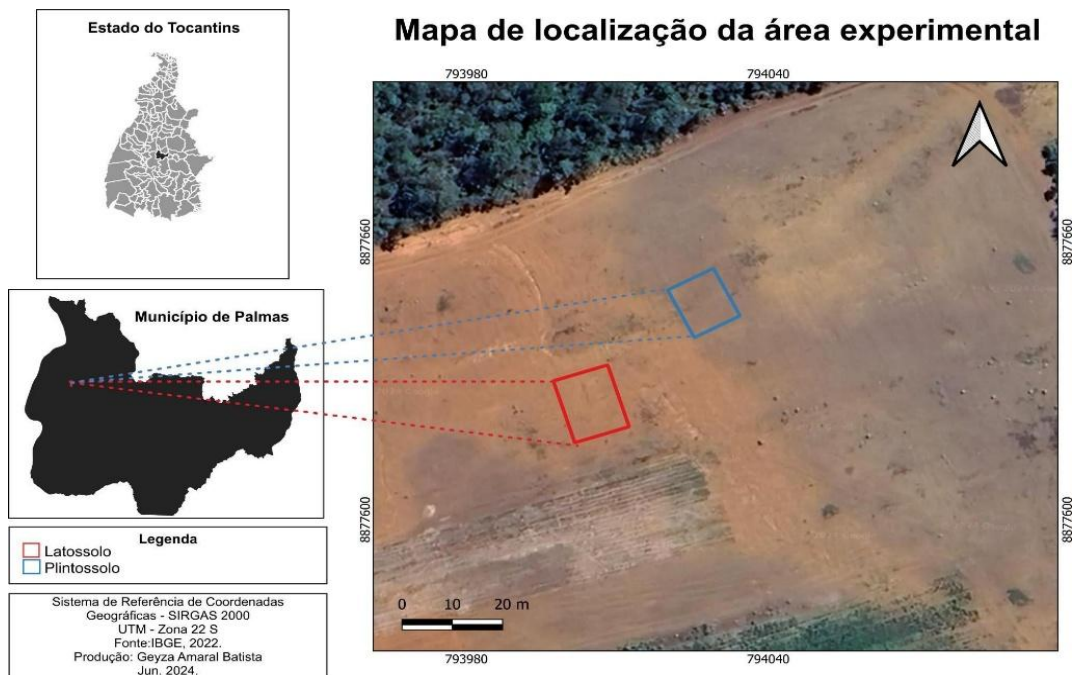 Estado do Tocantins
Mapa de localização da área experimental
793980
794040
8877660
8877660
Município de Palmas
8877600
8877600
Legenda
Latossolo
Plintossolo
0 10 20 m
Sistema de Referência de Coordenadas
Geográficas - SIRGAS 2000
UTM - Zona 22 S
Fonte:IBGE, 2022.
Produção: Geyza Amaral Batista
Jun. 2024.
793980
794040